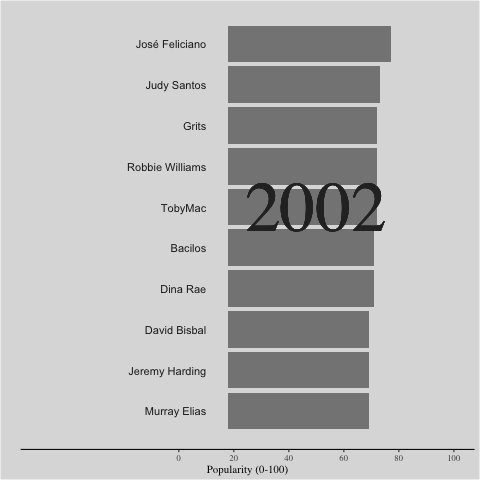 José Feliciano
Judy Santos
Grits
Robbie Williams
TobyMac
2002
Bacilos
Dina Rae
David Bisbal
Jeremy Harding
Murray Elias
0 20 40 60 80 100
Popularity (0-100)